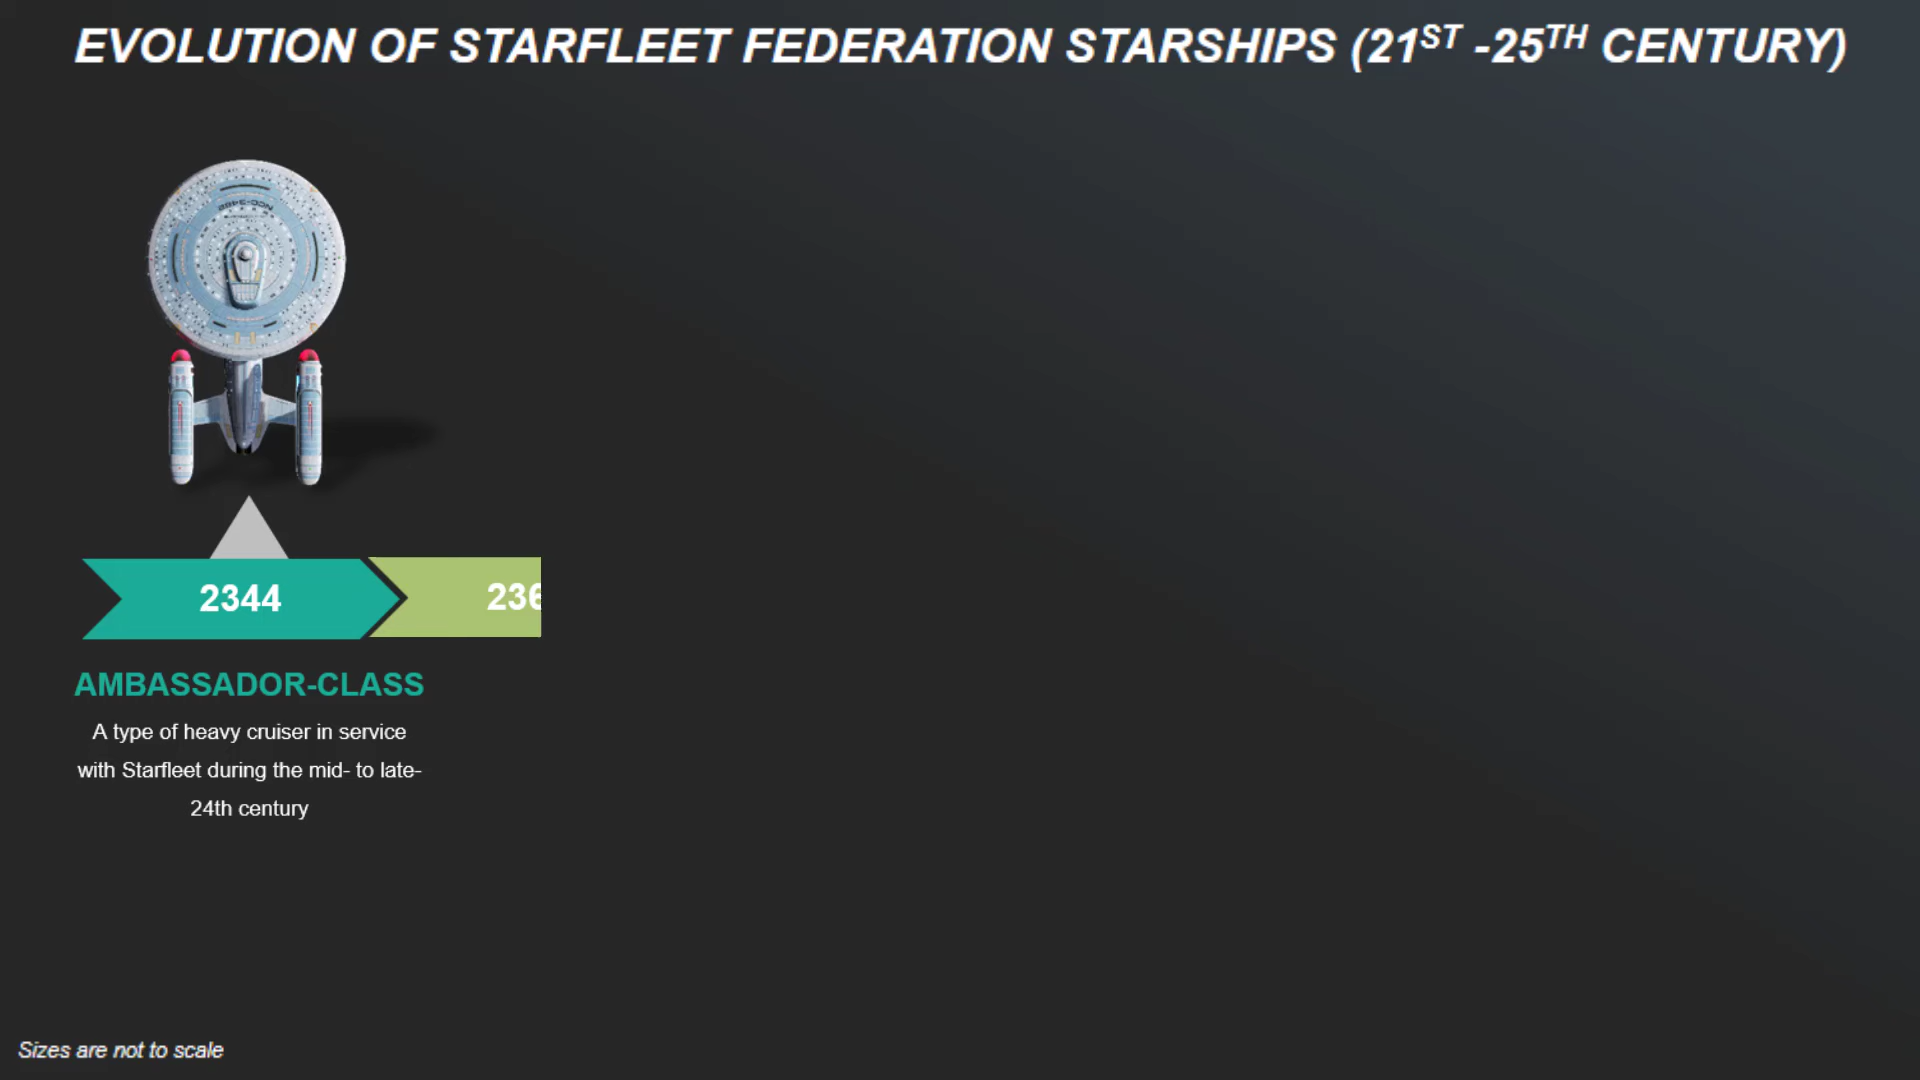 EVOLUTION OF STARFLEET FEDERATION STARSHIPS (21ST -25TH CENTURY)
2344
AMBASSADOR-CLASS
A type of heavy cruiser in service
with Starfleet during the mid- to late-
24th century
Sizes are not to scale